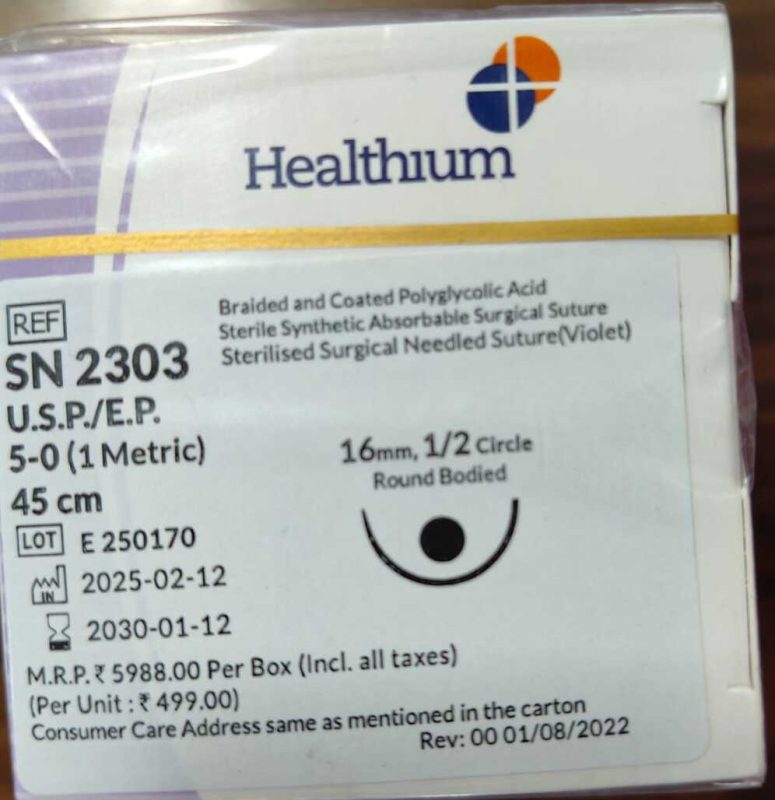 Healthium
REF
SN 2303
Braided and Coated Polyglycolic Acid
Sterile Synthetic Absorbable Surgical Suture
Sterilised Surgical Needled Suture(Violet)
U.S.P./E.P.
5-0 (1 Metric)
45 cm
16mm, 1/2 Circle
Round Bodied
LOT E 250170
IN 2025-02-12
2030-01-12
M.R.P. ₹ 5988.00 Per Box (Incl. all taxes)
(Per Unit : ₹ 499.00)
Consumer Care Address same as mentioned in the carton
Rev: 00 01/08/2022